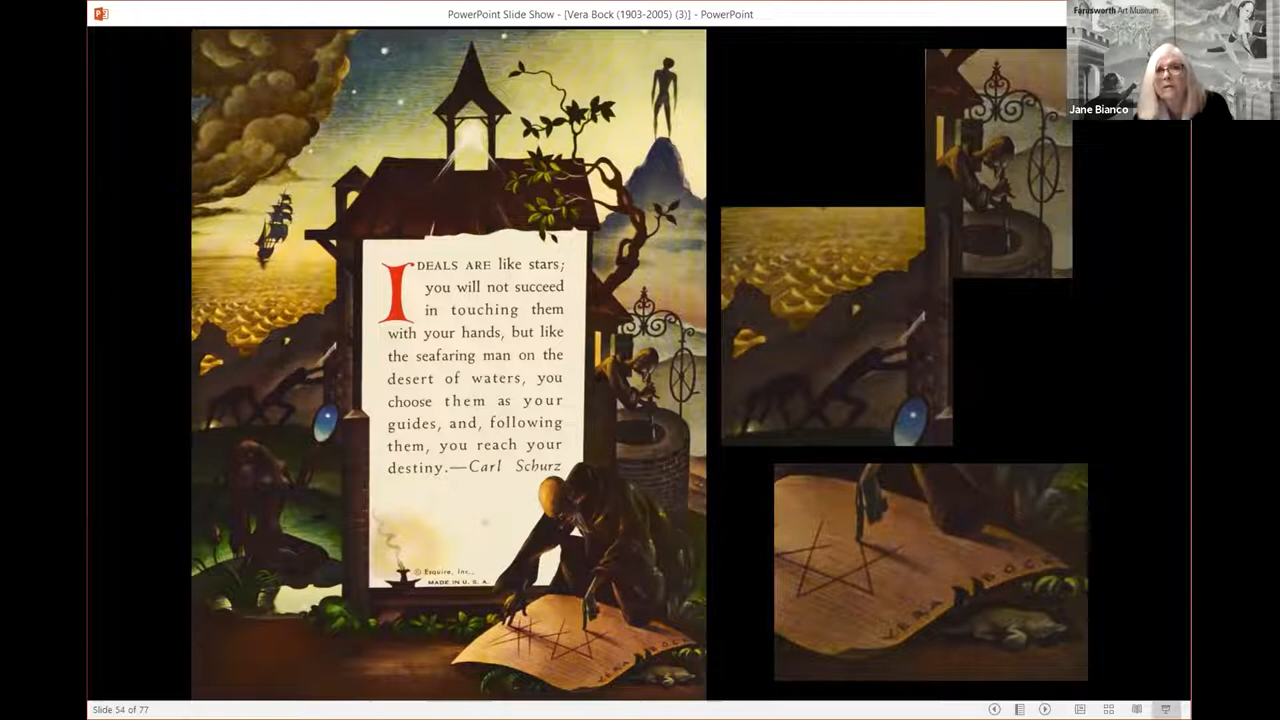 PowerPoint Slide Show - [Vera Bock (1903-2005) (3)] - PowerPoint
Farnsworth Art Museum
Jane Bianco
IDEALS ARE like stars;
you will not succeed
in touching them
with your hands, but like
the seafaring man on the
desert of waters, you
choose them as your
guides, and, following
them, you reach your
destiny.—Carl Schurz
© Esquire, Inc.,
MADE IN U. S. A.
VERA BOCK
VERA BOCK
Slide 54 of 77